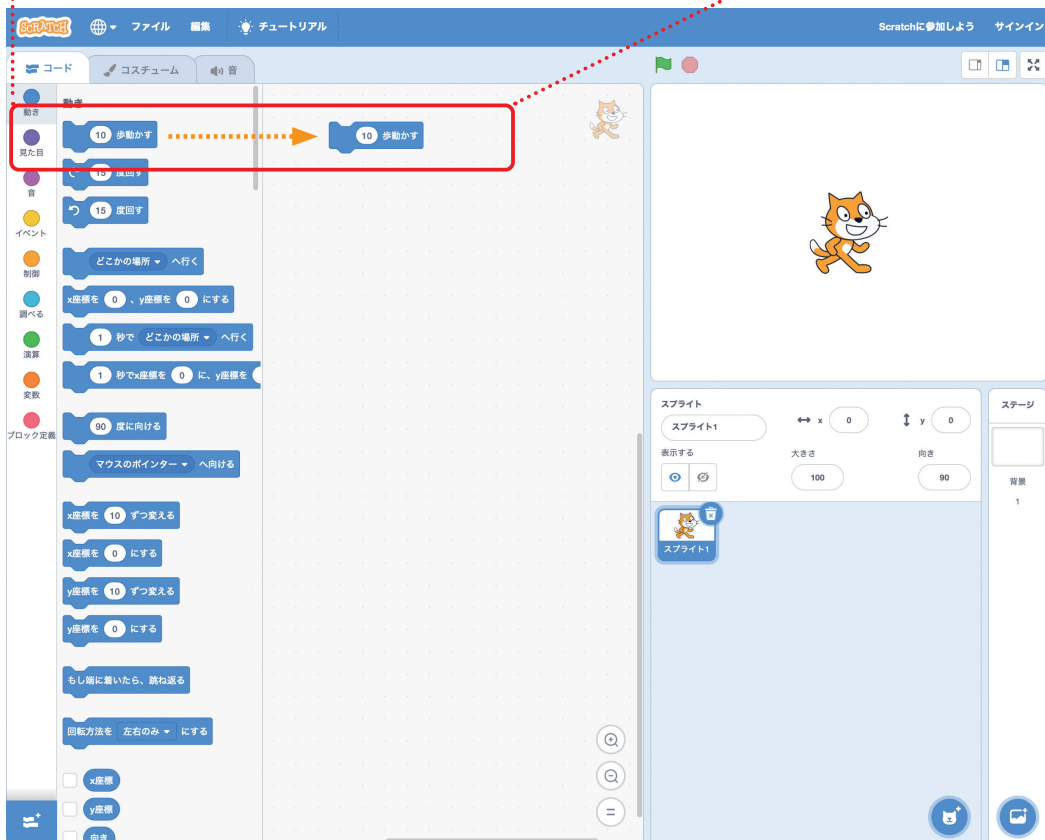 SCRATCH ファイル 編集 チュートリアル Scratchに参加しよう サインイン
コード コスチューム 音
動き
見た目
音
イベント
制御
調べる
演算
変数
ブロック定義
動き
10 歩動かす
15 度回す
15 度回す
どこかの場所 へ行く
x座標を 0 、y座標を 0 にする
1 秒で どこかの場所 へ行く
1 秒でx座標を 0 に、y座標を
90 度に向ける
マウスのポインター へ向ける
x座標を 10 ずつ変える
x座標を 0 にする
y座標を 10 ずつ変える
y座標を 0 にする
もし端に着いたら、跳ね返る
回転方法を 左右のみ にする
x座標
y座標
向き
10 歩動かす
スプライト
スプライト1 x 0 y 0
表示する 大きさ 向き
100 90
スプライト1
ステージ
背景
1